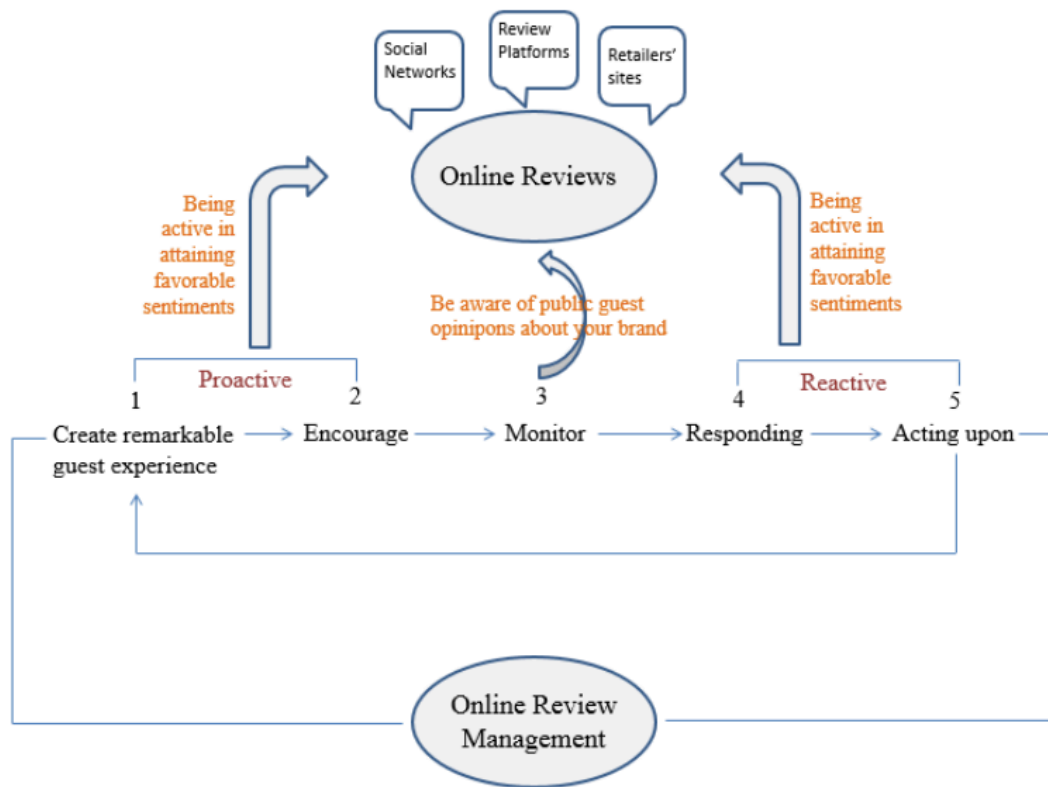 Social
Networks
Review
Platforms
Retailers'
sites
Online Reviews
Being
active in
attaining
favorable
sentiments
Be aware of public guest
opinipons about your brand
Being
active in
attaining
favorable
sentiments
Proactive
Reactive
1
2
3
4
5
Create remarkable
guest experience
Encourage
Monitor
Responding
Acting upon
Online Review
Management